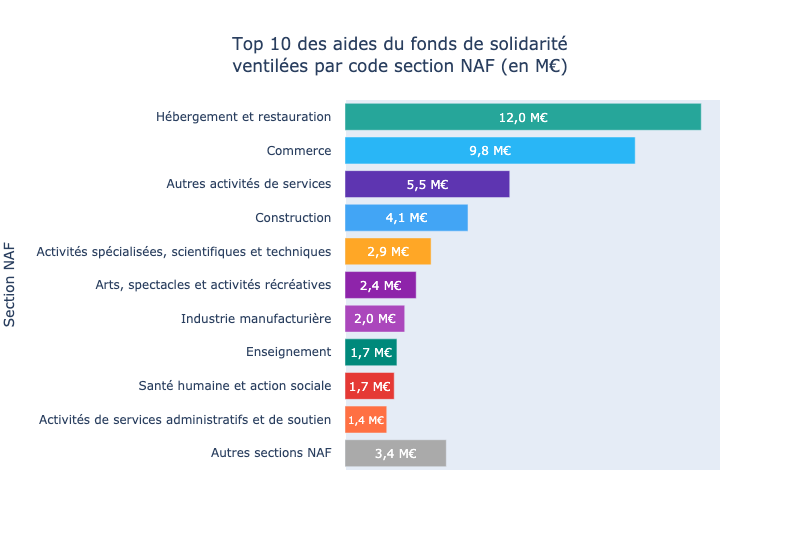 Top 10 des aides du fonds de solidarité
ventilées par code section NAF (en M€)
Section NAF
Hébergement et restauration 12,0 M€
Commerce 9,8 M€
Autres activités de services 5,5 M€
Construction 4,1 M€
Activités spécialisées, scientifiques et techniques 2,9 M€
Arts, spectacles et activités récréatives 2,4 M€
Industrie manufacturière 2,0 M€
Enseignement 1,7 M€
Santé humaine et action sociale 1,7 M€
Activités de services administratifs et de soutien 1,4 M€
Autres sections NAF 3,4 M€